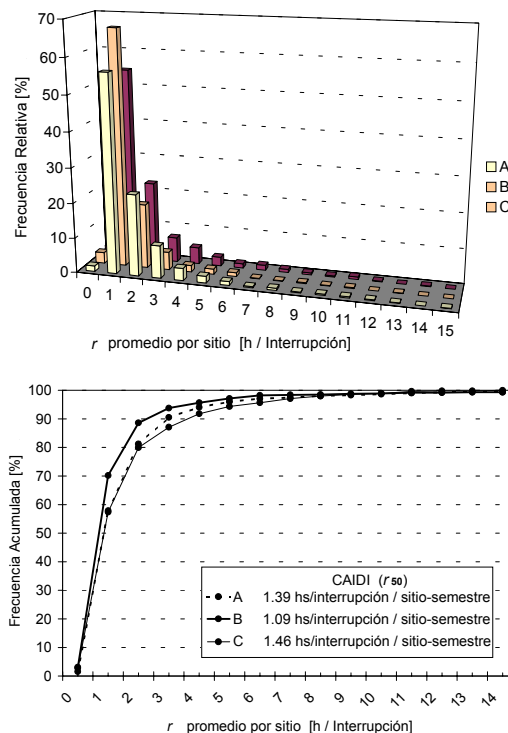 70
60
50
40
30
20
10
0
Frecuencia Relativa [%]
0 1 2 3 4 5 6 7 8 9 10 11 12 13 14 15
r promedio por sitio [h / Interrupción]
A
B
C
100
90
80
70
60
50
40
30
20
10
0
Frecuencia Acumulada [%]
CAIDI (r 50)
A 1.39 hs/interrupción / sitio-semestre
B 1.09 hs/interrupción / sitio-semestre
C 1.46 hs/interrupción / sitio-semestre
0 1 2 3 4 5 6 7 8 9 10 11 12 13 14
r promedio por sitio [h / Interrupción]